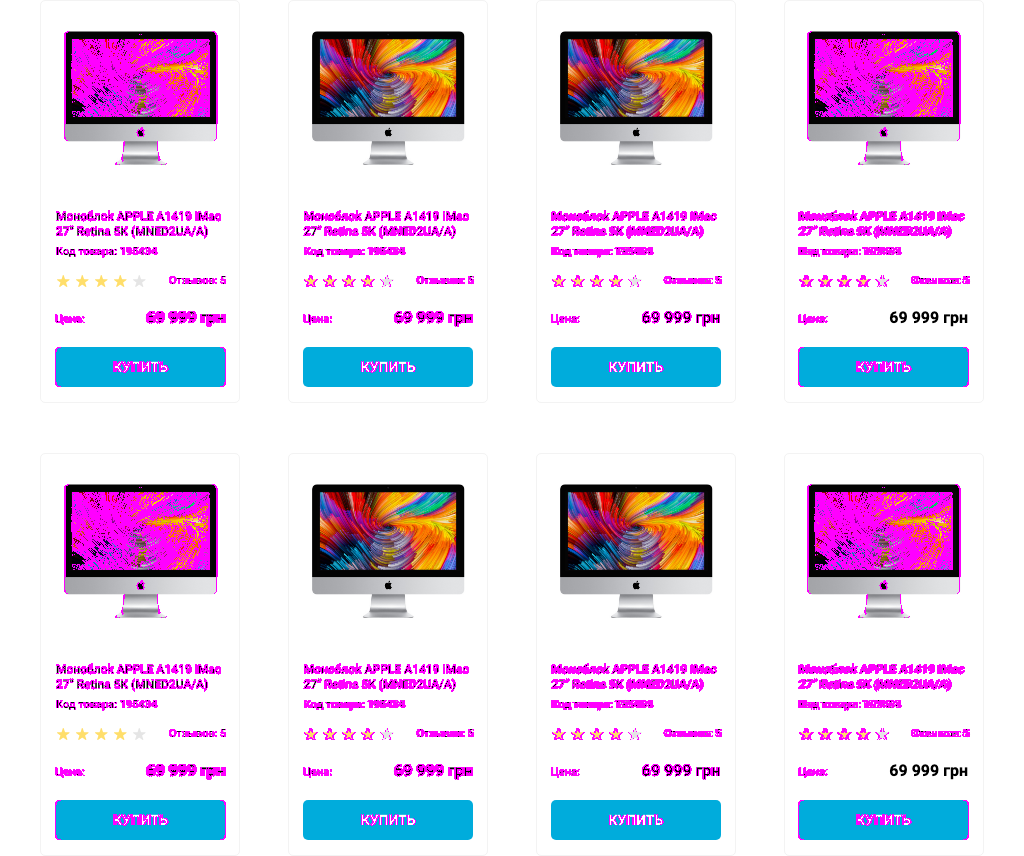 Моноблок APPLE A1419 iMac
27" Retina 5K (MNED2UA/A)
Код товара: 195434
Отзывов: 5
Цена: 69 999 грн
КУПИТЬ
Моноблок APPLE A1419 iMac
27" Retina 5K (MNED2UA/A)
Код товара: 195434
Отзывов: 5
Цена: 69 999 грн
КУПИТЬ
Моноблок APPLE A1419 iMac
27" Retina 5K (MNED2UA/A)
Код товара: 195434
Отзывов: 5
Цена: 69 999 грн
КУПИТЬ
Моноблок APPLE A1419 iMac
27" Retina 5K (MNED2UA/A)
Код товара: 195434
Отзывов: 5
Цена: 69 999 грн
КУПИТЬ
Моноблок APPLE A1419 iMac
27" Retina 5K (MNED2UA/A)
Код товара: 195434
Отзывов: 5
Цена: 69 999 грн
КУПИТЬ
Моноблок APPLE A1419 iMac
27" Retina 5K (MNED2UA/A)
Код товара: 195434
Отзывов: 5
Цена: 69 999 грн
КУПИТЬ
Моноблок APPLE A1419 iMac
27" Retina 5K (MNED2UA/A)
Код товара: 195434
Отзывов: 5
Цена: 69 999 грн
КУПИТЬ
Моноблок APPLE A1419 iMac
27" Retina 5K (MNED2UA/A)
Код товара: 195434
Отзывов: 5
Цена: 69 999 грн
КУПИТЬ